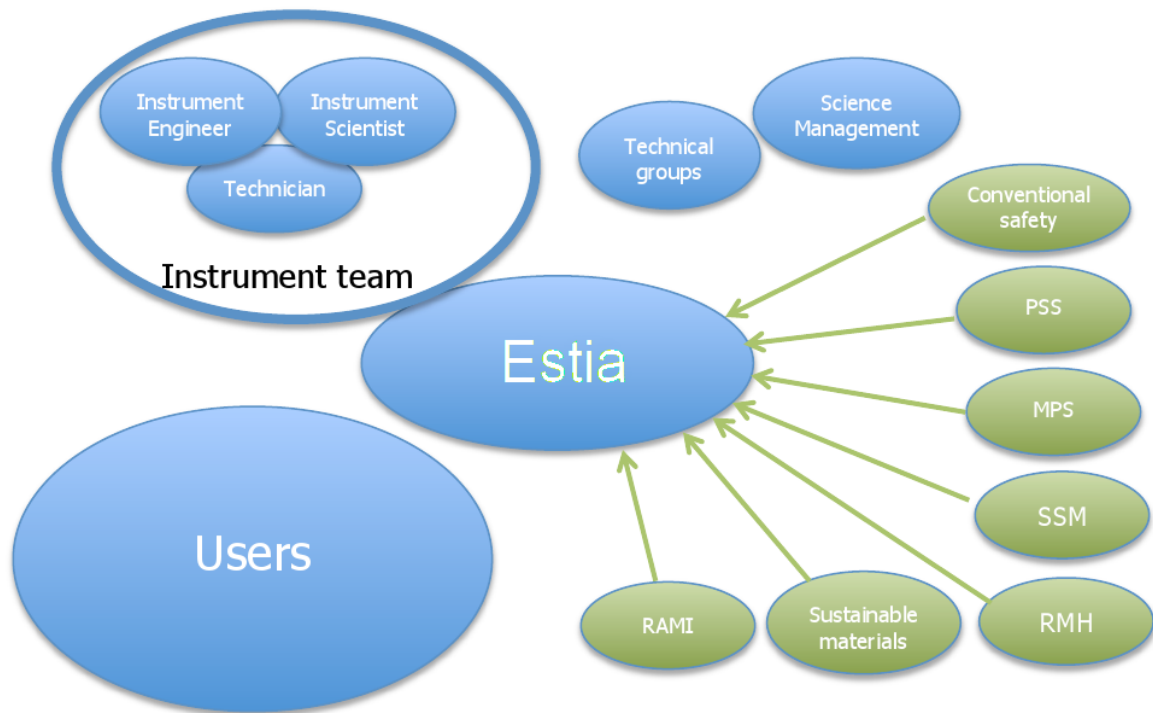 Instrument
Engineer
Instrument
Scientist
Technician
Instrument team
Technical
groups
Science
Management
Conventional
safety
PSS
Estia
MPS
SSM
Users
RAMI
Sustainable
materials
RMH